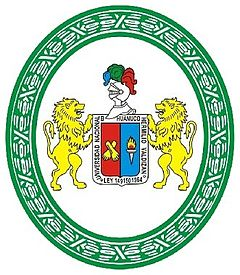 HUANUCO
UNIVERSIDAD NACIONAL
HERMILIO VALDIZAN
LEY